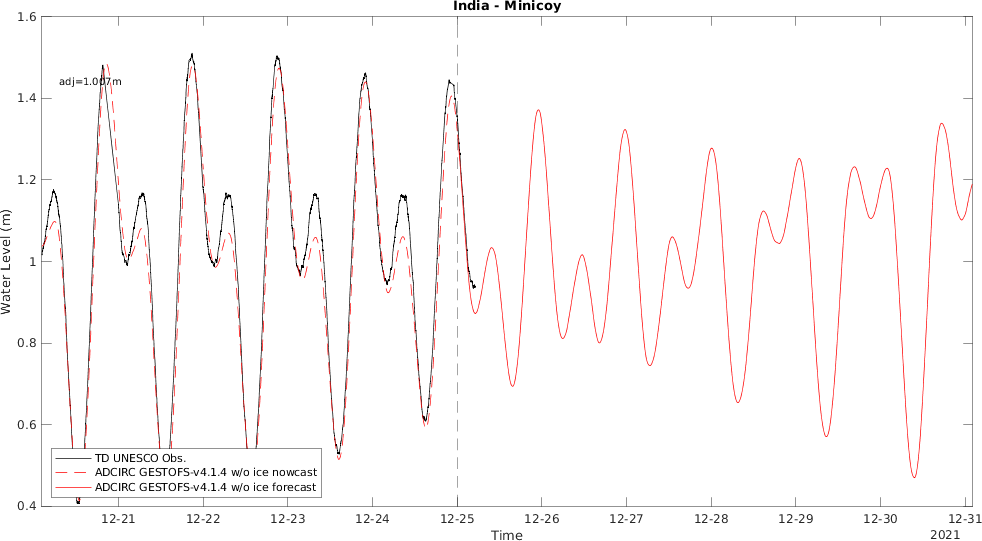 India - Minicoy
1.6
1.4
1.2
1
0.8
0.6
0.4
Water Level (m)
adj=1.007m
TD UNESCO Obs.
ADCIRC GESTOFS-v4.1.4 w/o ice nowcast
ADCIRC GESTOFS-v4.1.4 w/o ice forecast
12-21 12-22 12-23 12-24 12-25 12-26 12-27 12-28 12-29 12-30 12-31
Time
2021